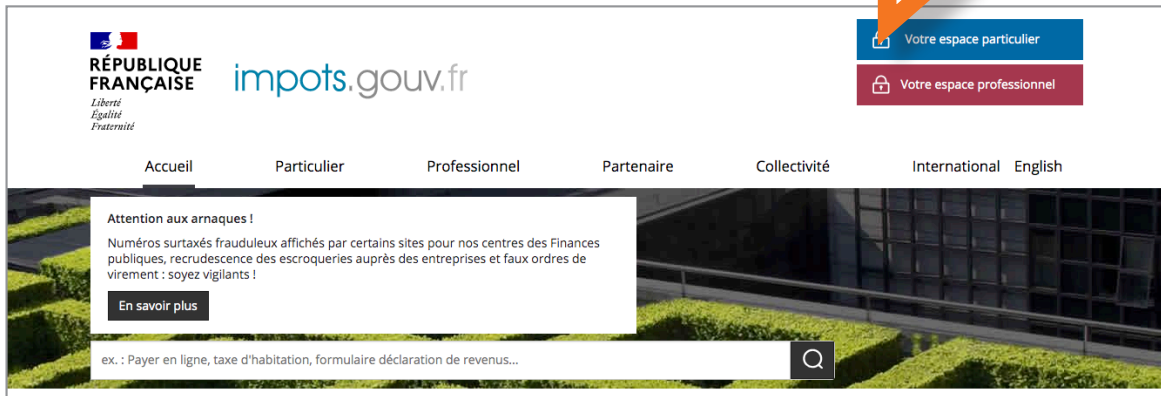 Votre espace particulier
RÉPUBLIQUE
FRANÇAISE
Liberté
Égalité
Fraternité
impots.gouv.fr
Votre espace professionnel
Accueil Particulier Professionnel Partenaire Collectivité International English
Attention aux arnaques !
Numéros surtaxés frauduleux affichés par certains sites pour nos centres des Finances
publiques, recrudescence des escroqueries auprès des entreprises et faux ordres de
virement : soyez vigilants !
En savoir plus
ex. : Payer en ligne, taxe d'habitation, formulaire déclaration de revenus...